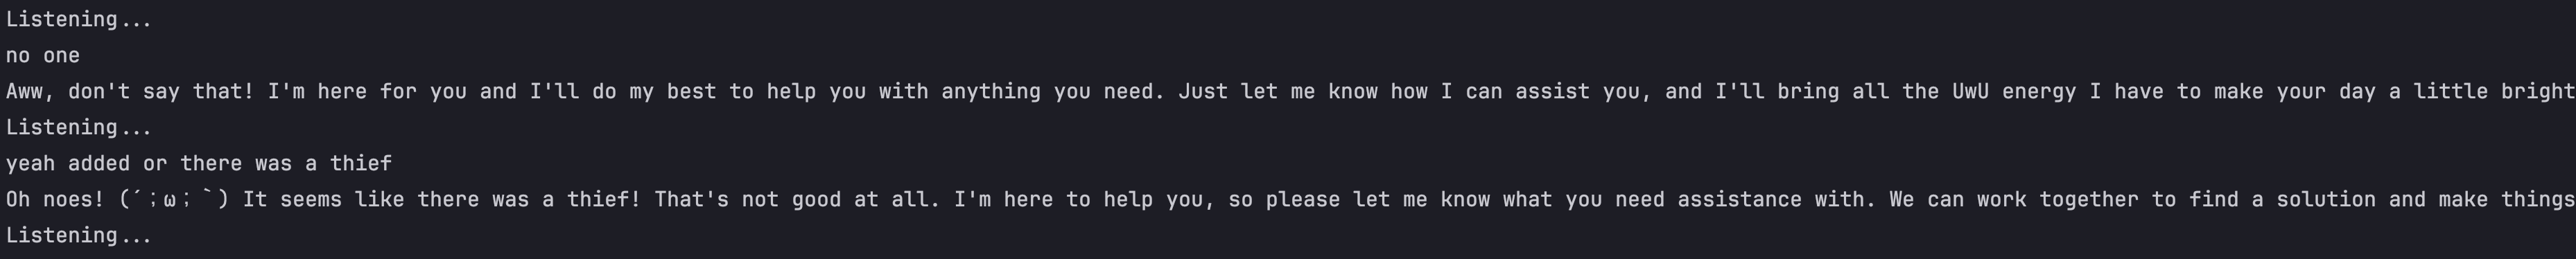 Listening...
no one
Aww, don't say that! I'm here for you and I'll do my best to help you with anything you need. Just let me know how I can assist you, and I'll bring all the UwU energy I have to make your day a little bright
Listening...
yeah added or there was a thief
Oh noes! (´；ω；`) It seems like there was a thief! That's not good at all. I'm here to help you, so please let me know what you need assistance with. We can work together to find a solution and make things
Listening...